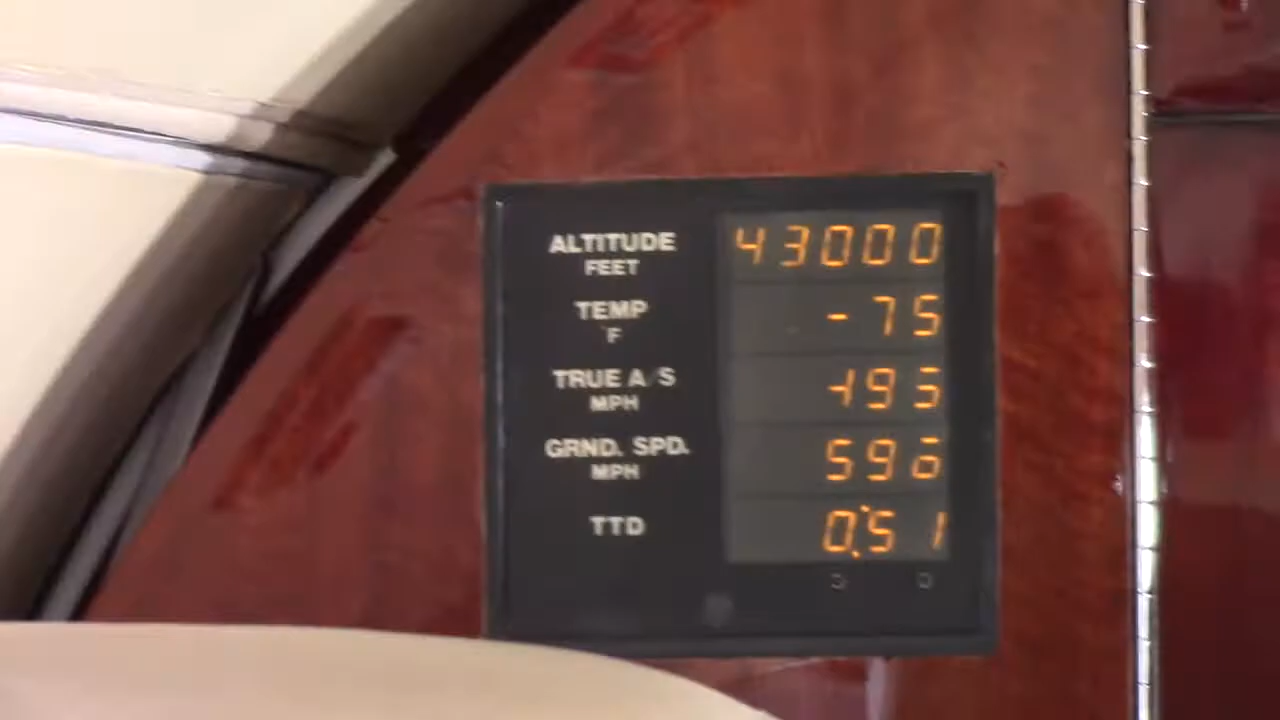 ALTITUDE 43000
FEET
TEMP -75
°F
TRUE A/S 495
MPH
GRND. SPD. 596
MPH
TTD 0:51